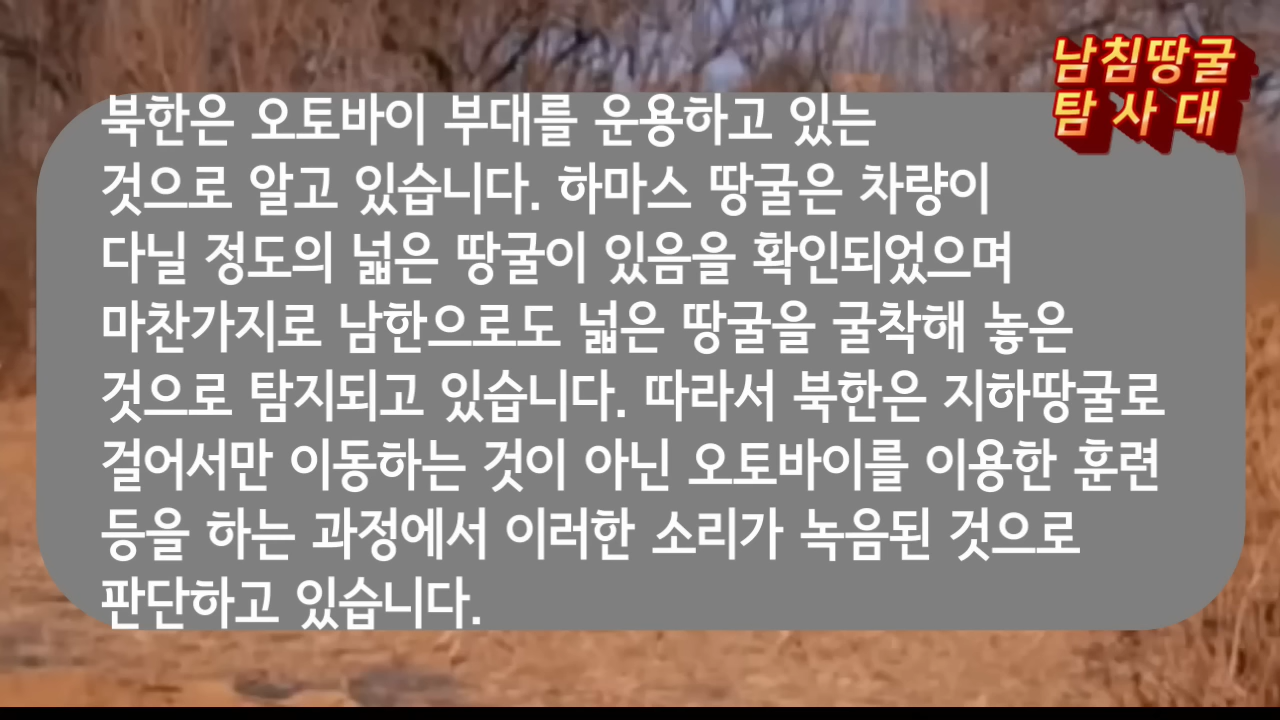 남침땅굴
탐사대
북한은 오토바이 부대를 운용하고 있는
것으로 알고 있습니다. 하마스 땅굴은 차량이
다닐 정도의 넓은 땅굴이 있음을 확인되었으며
마찬가지로 남한으로도 넓은 땅굴을 굴착해 놓은
것으로 탐지되고 있습니다. 따라서 북한은 지하땅굴로
걸어서만 이동하는 것이 아닌 오토바이를 이용한 훈련
등을 하는 과정에서 이러한 소리가 녹음된 것으로
판단하고 있습니다.